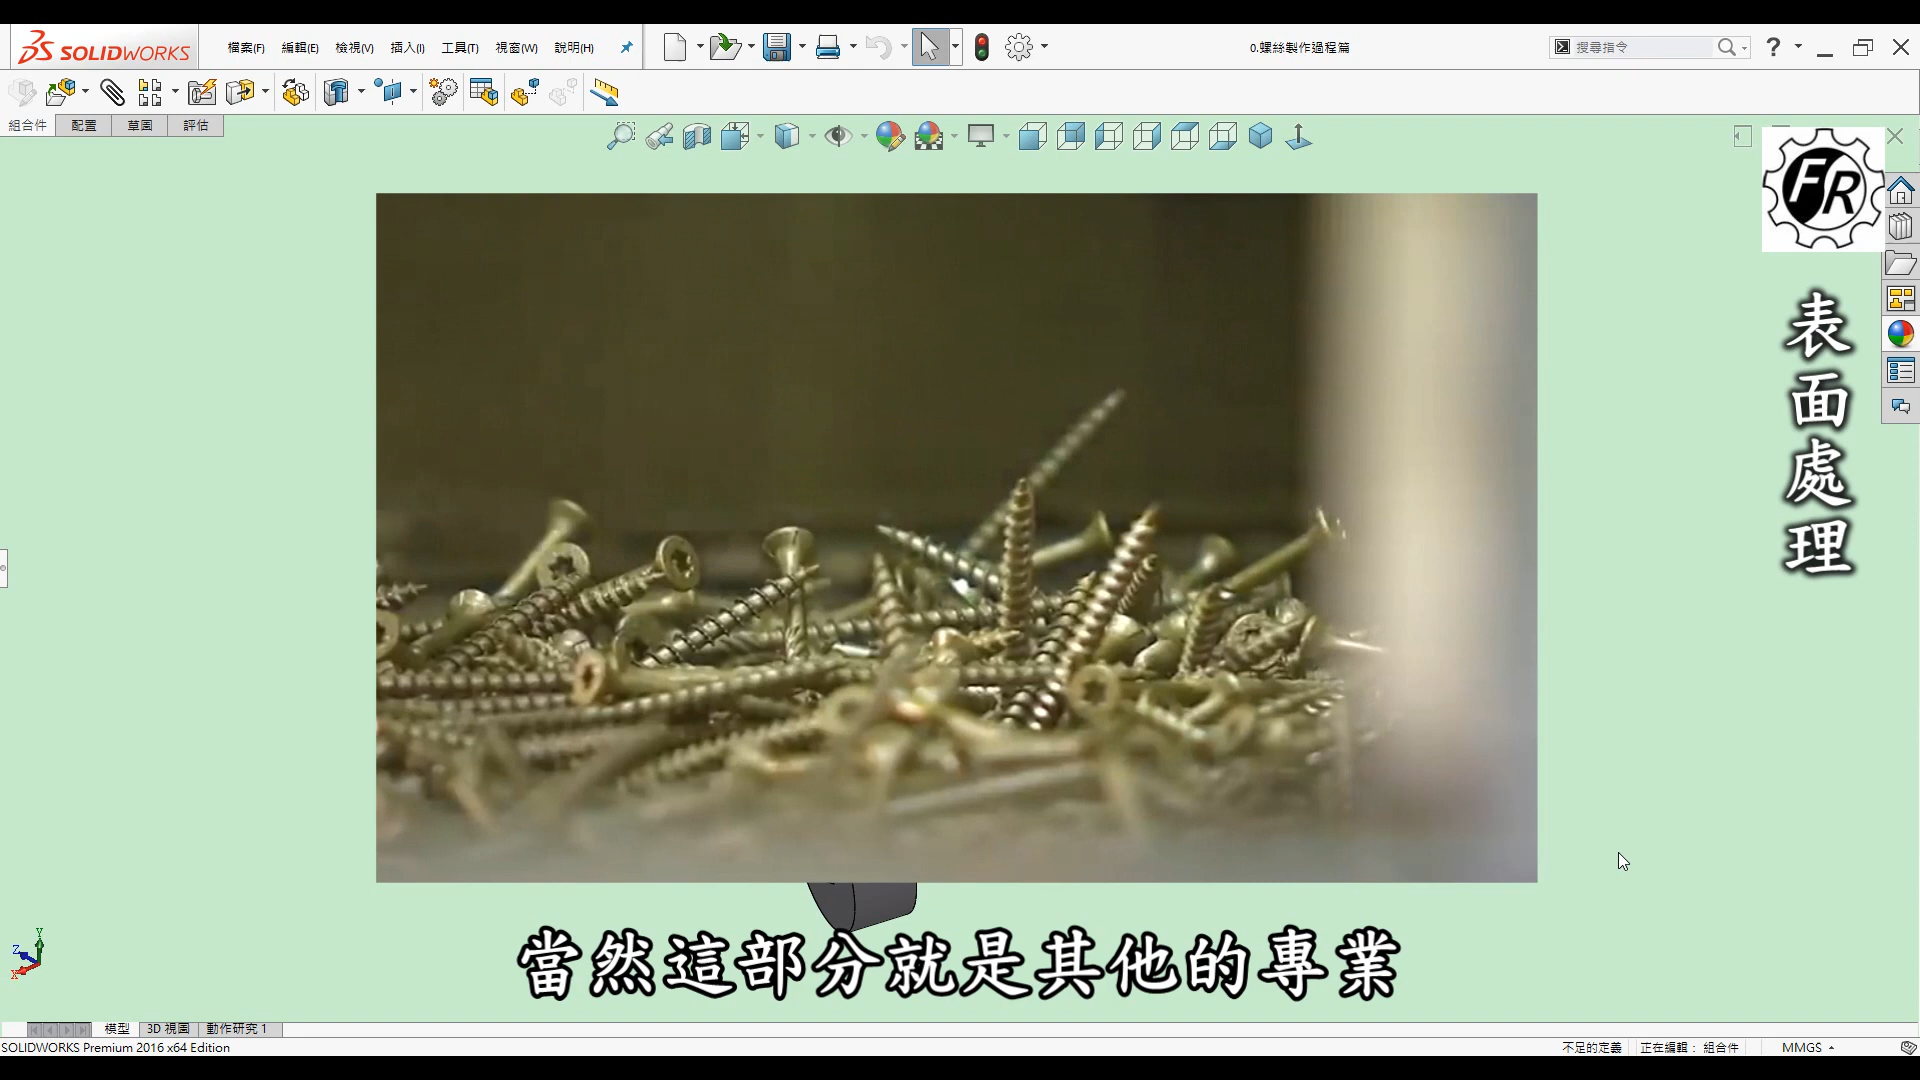 SOLIDWORKS
檔案(F) 編輯(E) 檢視(V) 插入(I) 工具(T) 視窗(W) 說明(H)
0.螺絲製作過程篇
搜尋指令
?
組合件 配置 草圖 評估
FR
表面處理
當然這部分就是其他的專業
Z Y X
模型 3D 視圖 動作研究 1
SOLIDWORKS Premium 2016 x64 Edition
不足的定義 正在編輯： 組合件 MMGS